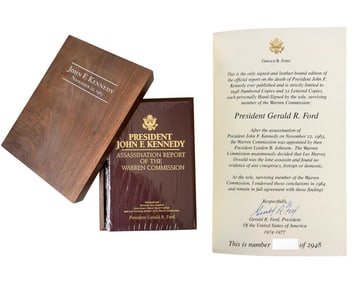 JOHN F. KENNEDY
November 22, 1963
PRESIDENT
JOHN F. KENNEDY
ASSASSINATION REPORT
OF THE
WARREN COMMISSION
President Gerald R. Ford
GERALD R. FORD
This is the only signed and leather-bound edition of
the official report on the death of President John F.
Kennedy ever published and is strictly limited to
2948 Numbered Copies and 52 Lettered Copies,
each personally Hand-Signed by the sole, surviving
member of the Warren Commission:
President Gerald R. Ford
After the assassination of
President John F. Kennedy on November 22, 1963,
the Warren Commission was appointed by then
President Lyndon B. Johnson. The Warren
Commission unanimously decided that Lee Harvey
Oswald was the lone assassin and found no
evidence of any conspiracy, foreign or domestic.
As the sole, surviving member of the Warren
Commission, I endorsed those conclusions in 1964
and remain in full agreement with those findings
Respectfully,
Gerald R. Ford
Gerald R. Ford, President
Of the United States of America
1974-1977
This is number of 2948